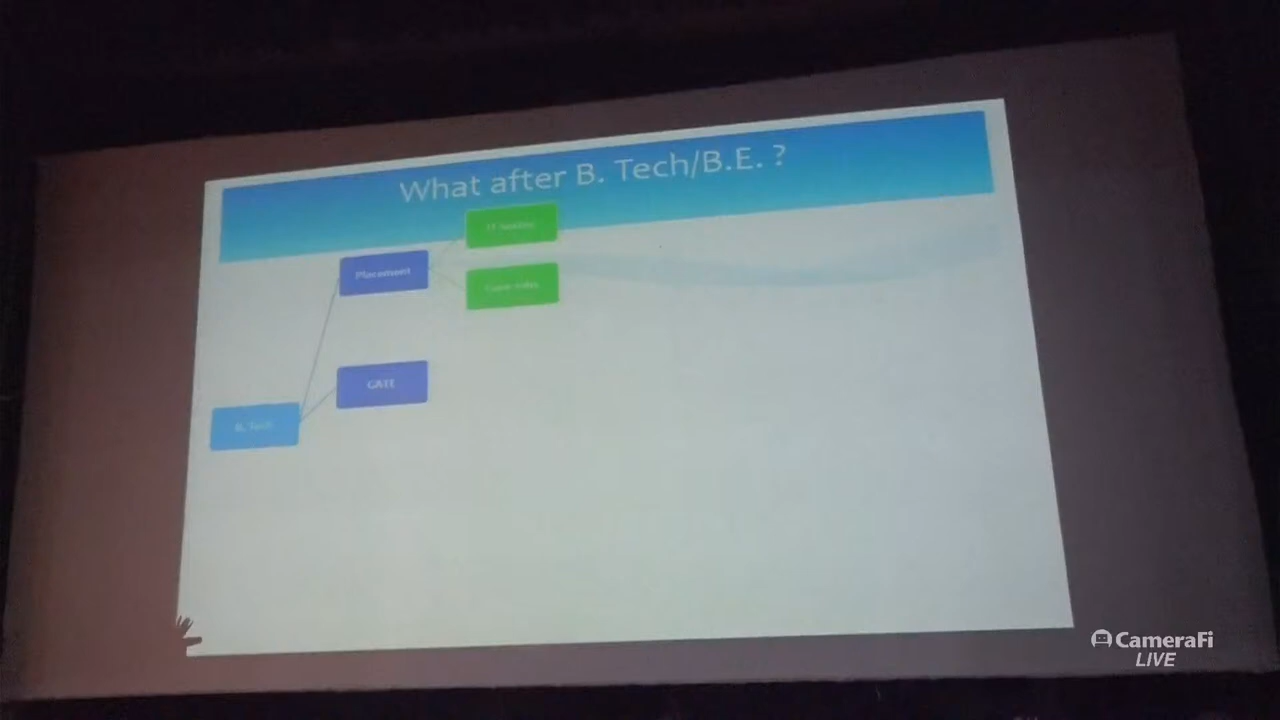 What after B. Tech/B.E. ?
Placement
GATE
B. Tech
CameraFi
LIVE